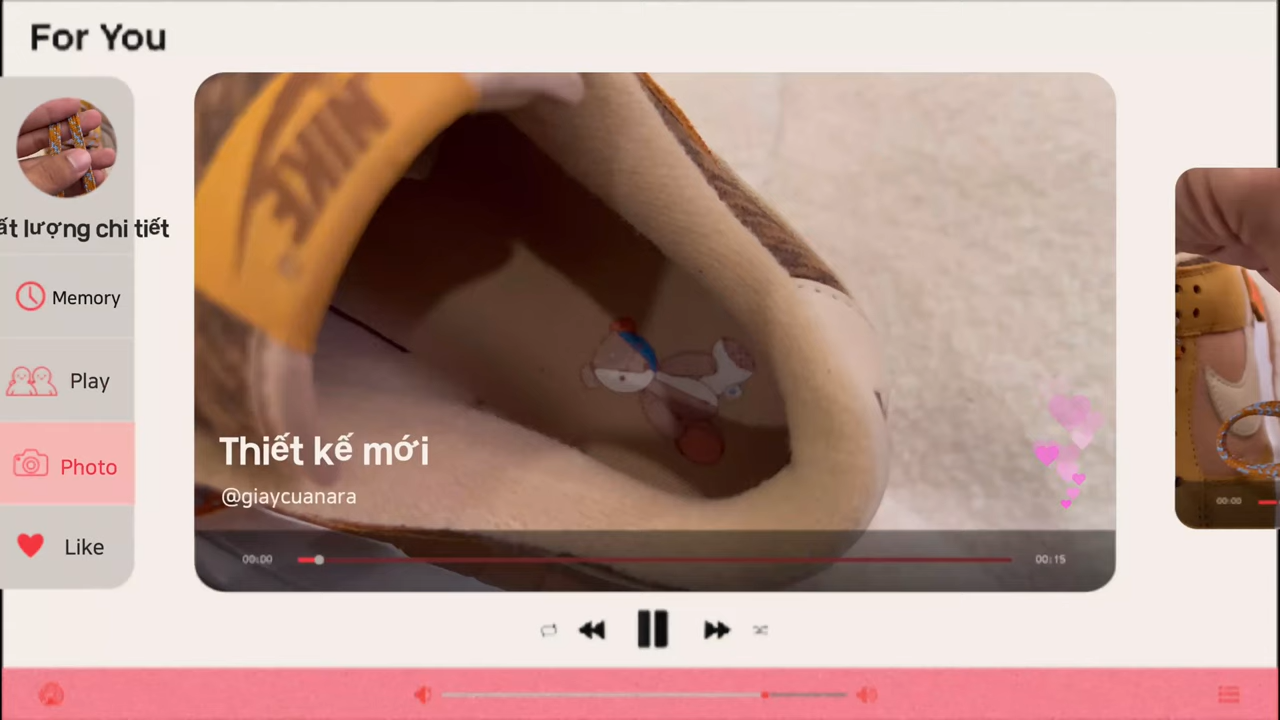 For You
ất lượng chi tiết
Memory
Play
Photo
Like
NIKE
Thiết kế mới
@giaycuanara
00:00
00:15
00:00